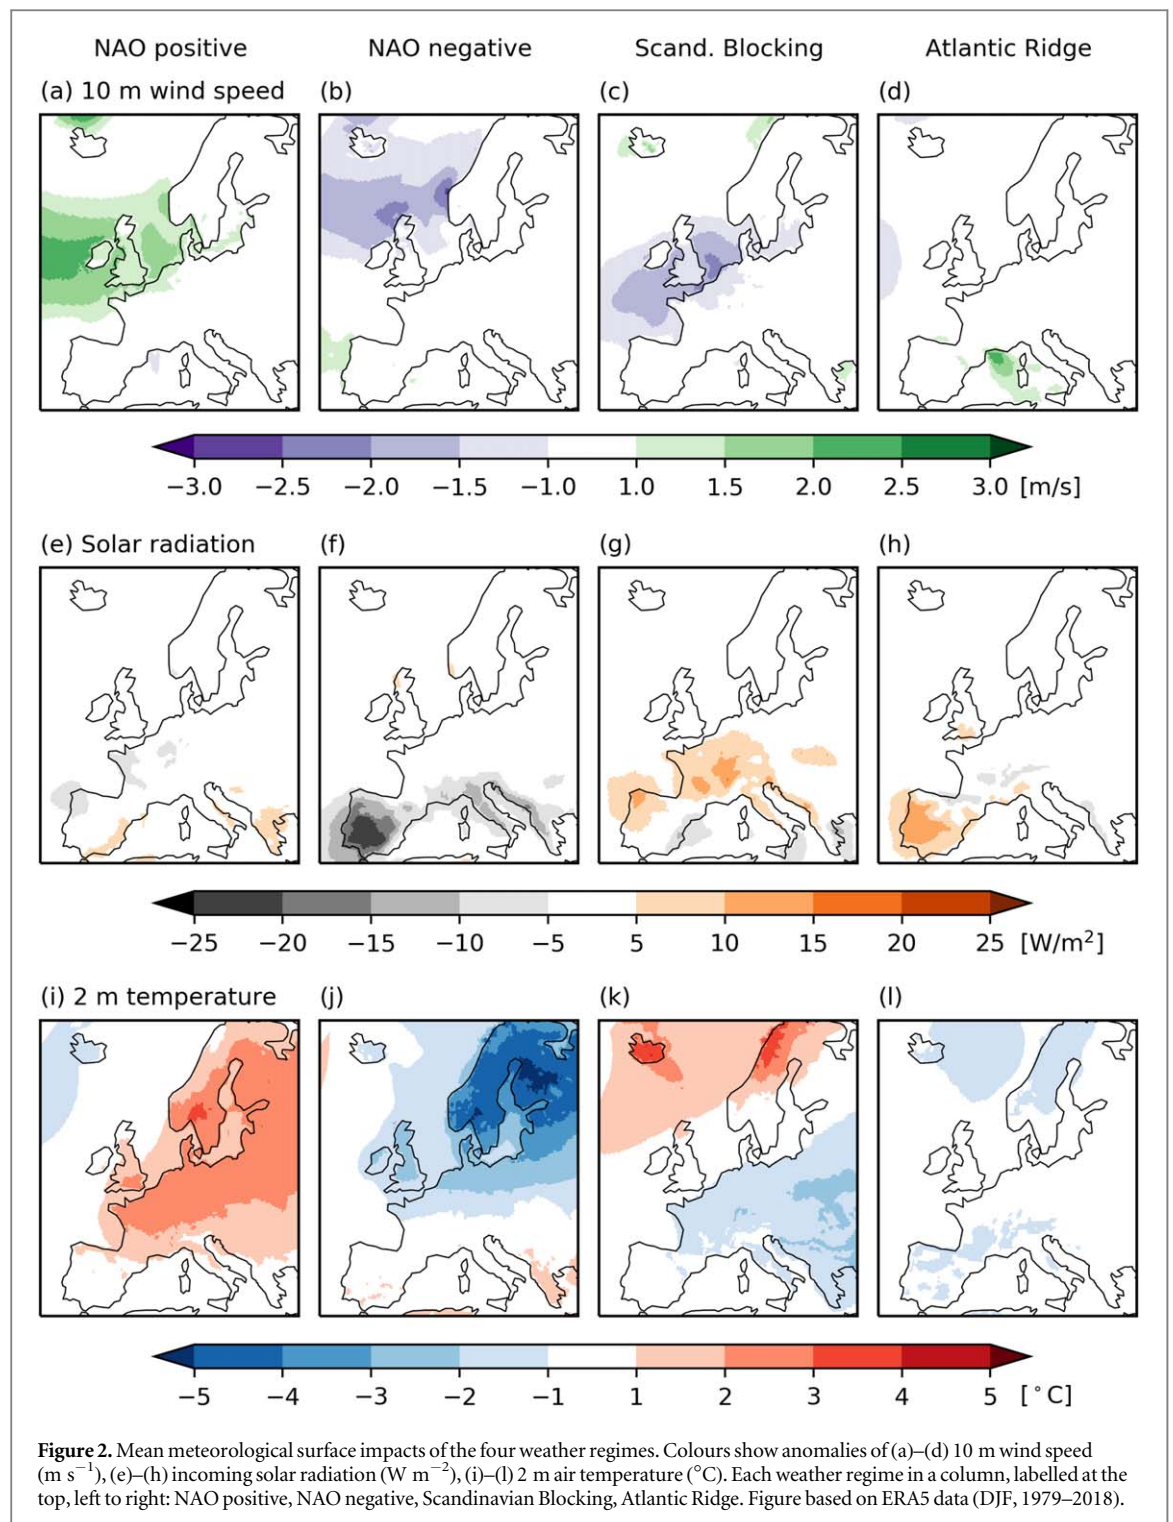 NAO positive NAO negative Scand. Blocking Atlantic Ridge
(a) 10 m wind speed (b) (c) (d)
−3.0 −2.5 −2.0 −1.5 −1.0 1.0 1.5 2.0 2.5 3.0 [m/s]
(e) Solar radiation (f) (g) (h)
−25 −20 −15 −10 −5 5 10 15 20 25 [W/m²]
(i) 2 m temperature (j) (k) (l)
−5 −4 −3 −2 −1 1 2 3 4 5 [°C]
Figure 2. Mean meteorological surface impacts of the four weather regimes. Colours show anomalies of (a)–(d) 10 m wind speed
(m s⁻¹), (e)–(h) incoming solar radiation (W m⁻²), (i)–(l) 2 m air temperature (°C). Each weather regime in a column, labelled at the
top, left to right: NAO positive, NAO negative, Scandinavian Blocking, Atlantic Ridge. Figure based on ERA5 data (DJF, 1979–2018).